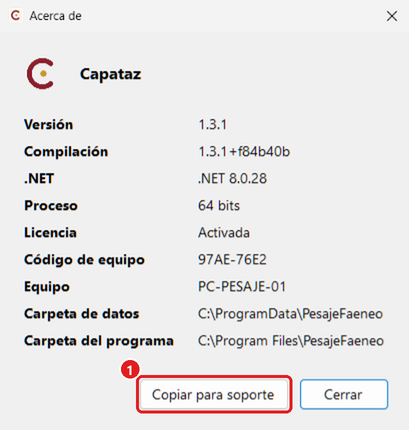 Acerca de
Capataz
Versión 1.3.1
Compilación 1.3.1+f84b40b
.NET .NET 8.0.28
Proceso 64 bits
Licencia Activada
Código de equipo 97AE-76E2
Equipo PC-PESAJE-01
Carpeta de datos C:\ProgramData\PesajeFaeneo
Carpeta del programa C:\Program Files\PesajeFaeneo
1
Copiar para soporte Cerrar